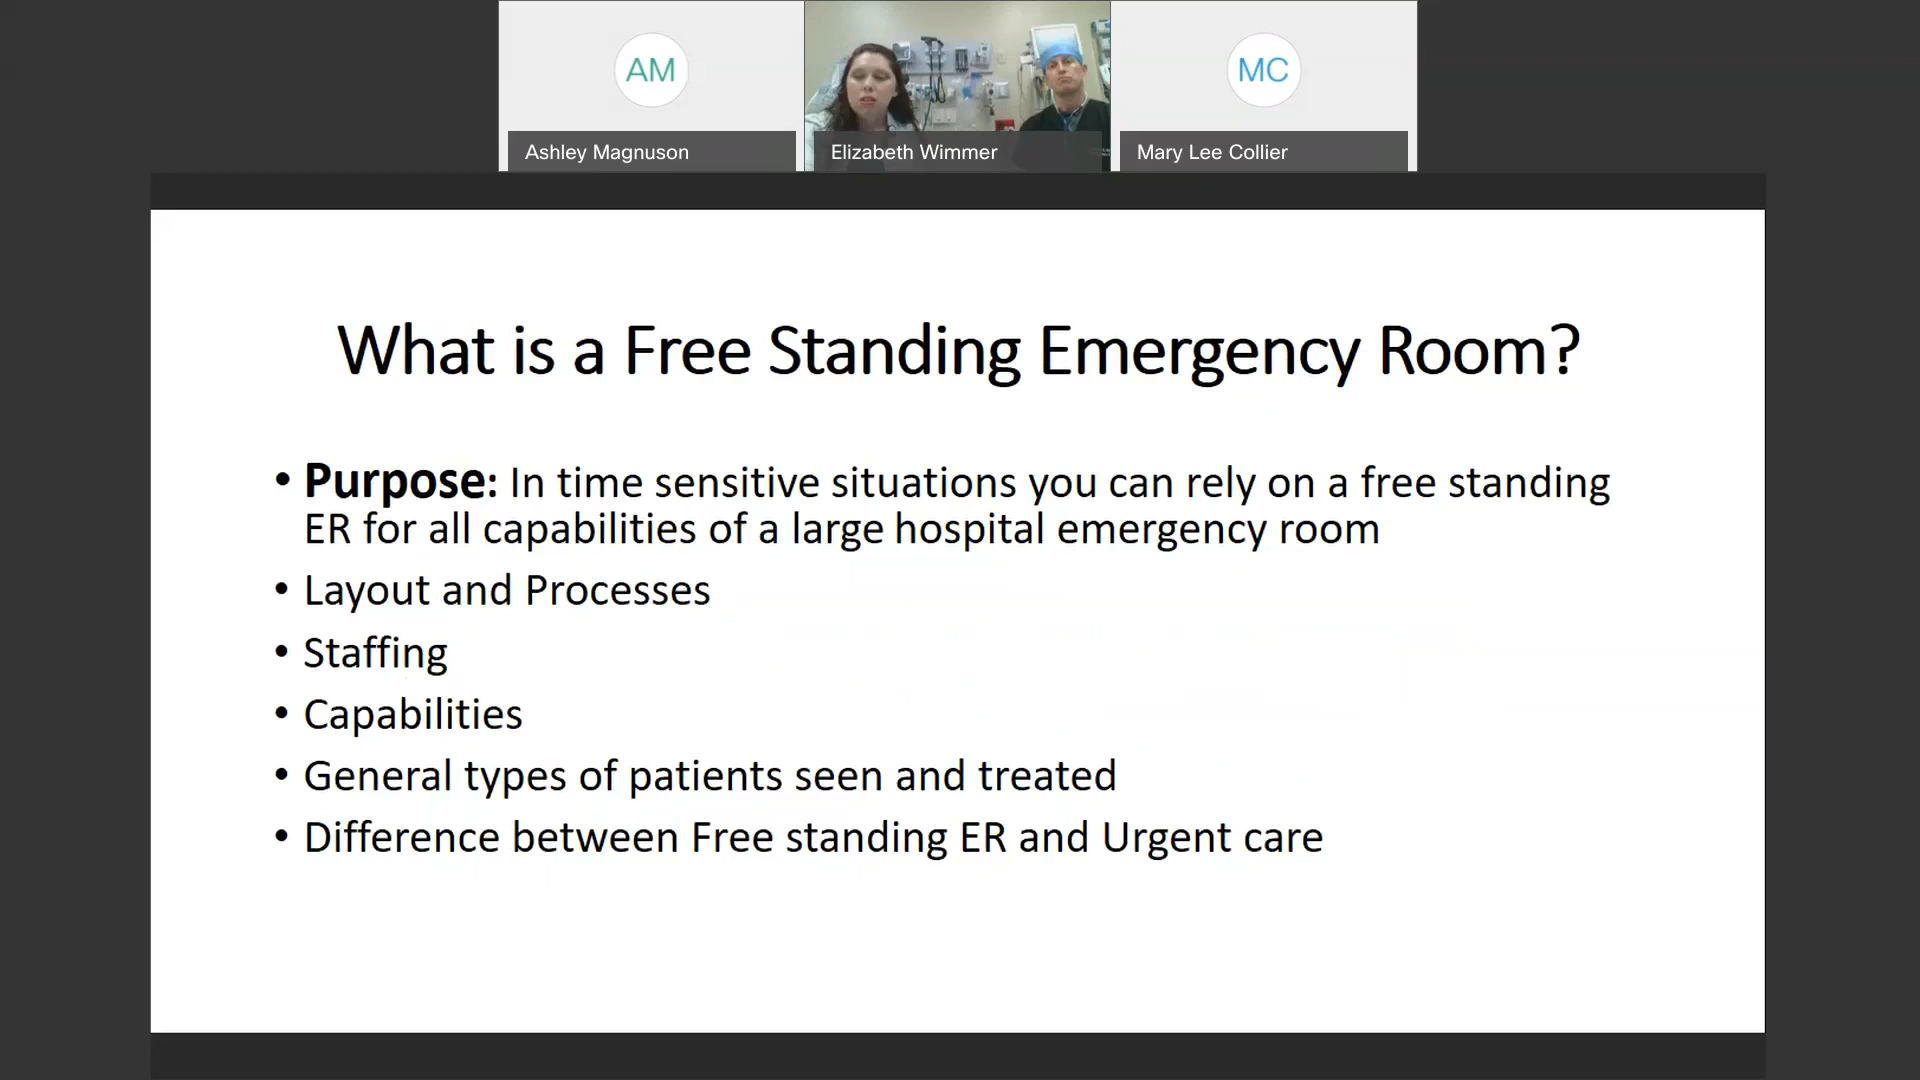 AM
MC
Ashley Magnuson
Elizabeth Wimmer
Mary Lee Collier
What is a Free Standing Emergency Room?
• Purpose: In time sensitive situations you can rely on a free standing
ER for all capabilities of a large hospital emergency room
• Layout and Processes
• Staffing
• Capabilities
• General types of patients seen and treated
• Difference between Free standing ER and Urgent care